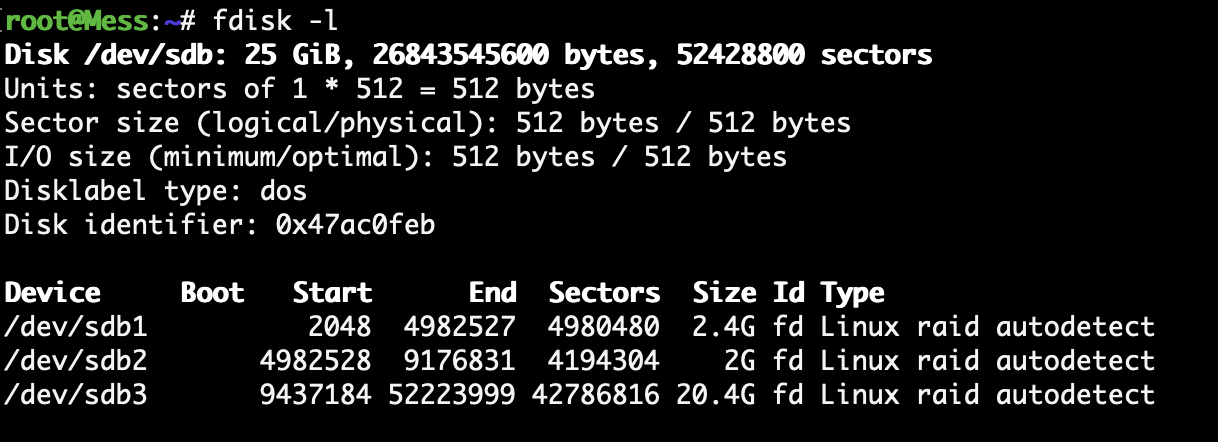 root@Mess:~# fdisk -l
Disk /dev/sdb: 25 GiB, 26843545600 bytes, 52428800 sectors
Units: sectors of 1 * 512 = 512 bytes
Sector size (logical/physical): 512 bytes / 512 bytes
I/O size (minimum/optimal): 512 bytes / 512 bytes
Disklabel type: dos
Disk identifier: 0x47ac0feb

Device     Boot   Start      End  Sectors  Size Id Type
/dev/sdb1          2048  4982527  4980480  2.4G fd Linux raid autodetect
/dev/sdb2       4982528  9176831  4194304    2G fd Linux raid autodetect
/dev/sdb3       9437184 52223999 42786816 20.4G fd Linux raid autodetect